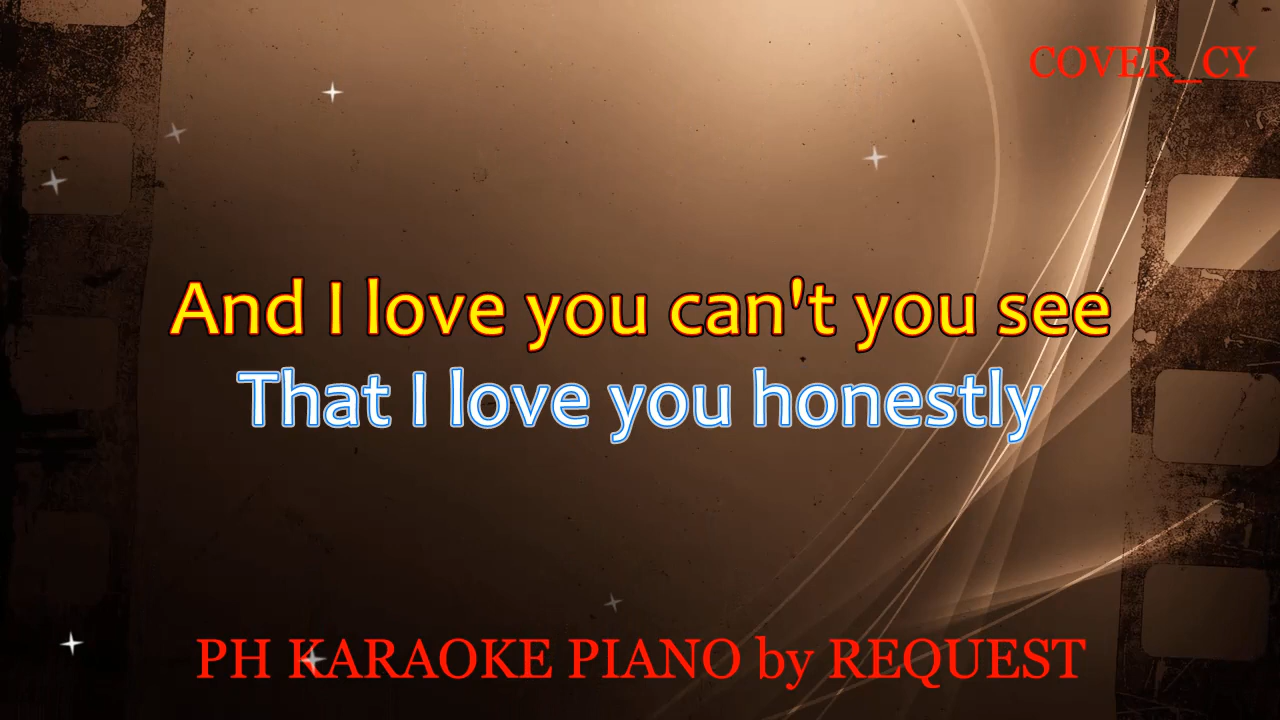 COVER_CY
And I love you can't you see
That I love you honestly
PH KARAOKE PIANO by REQUEST